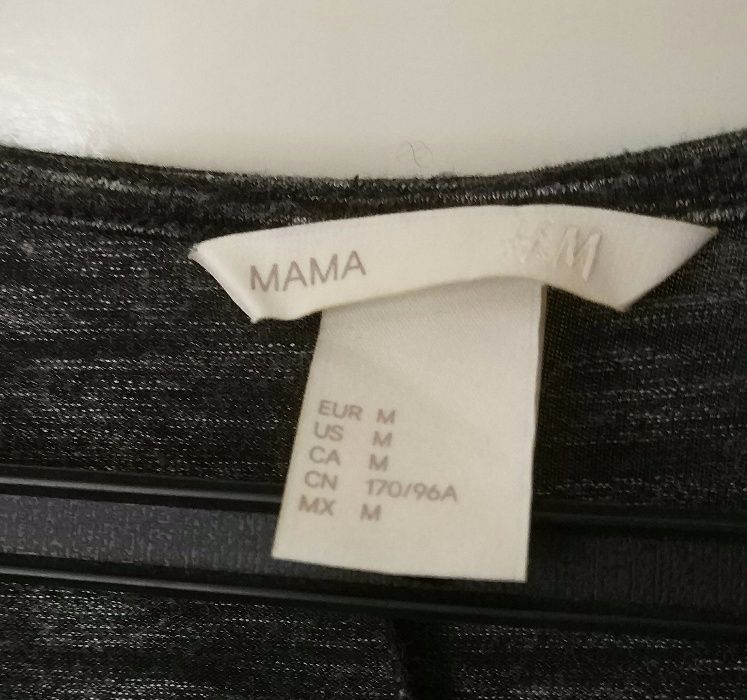 MAMA H&M
EUR M
US M
CA M
CN 170/96A
MX M